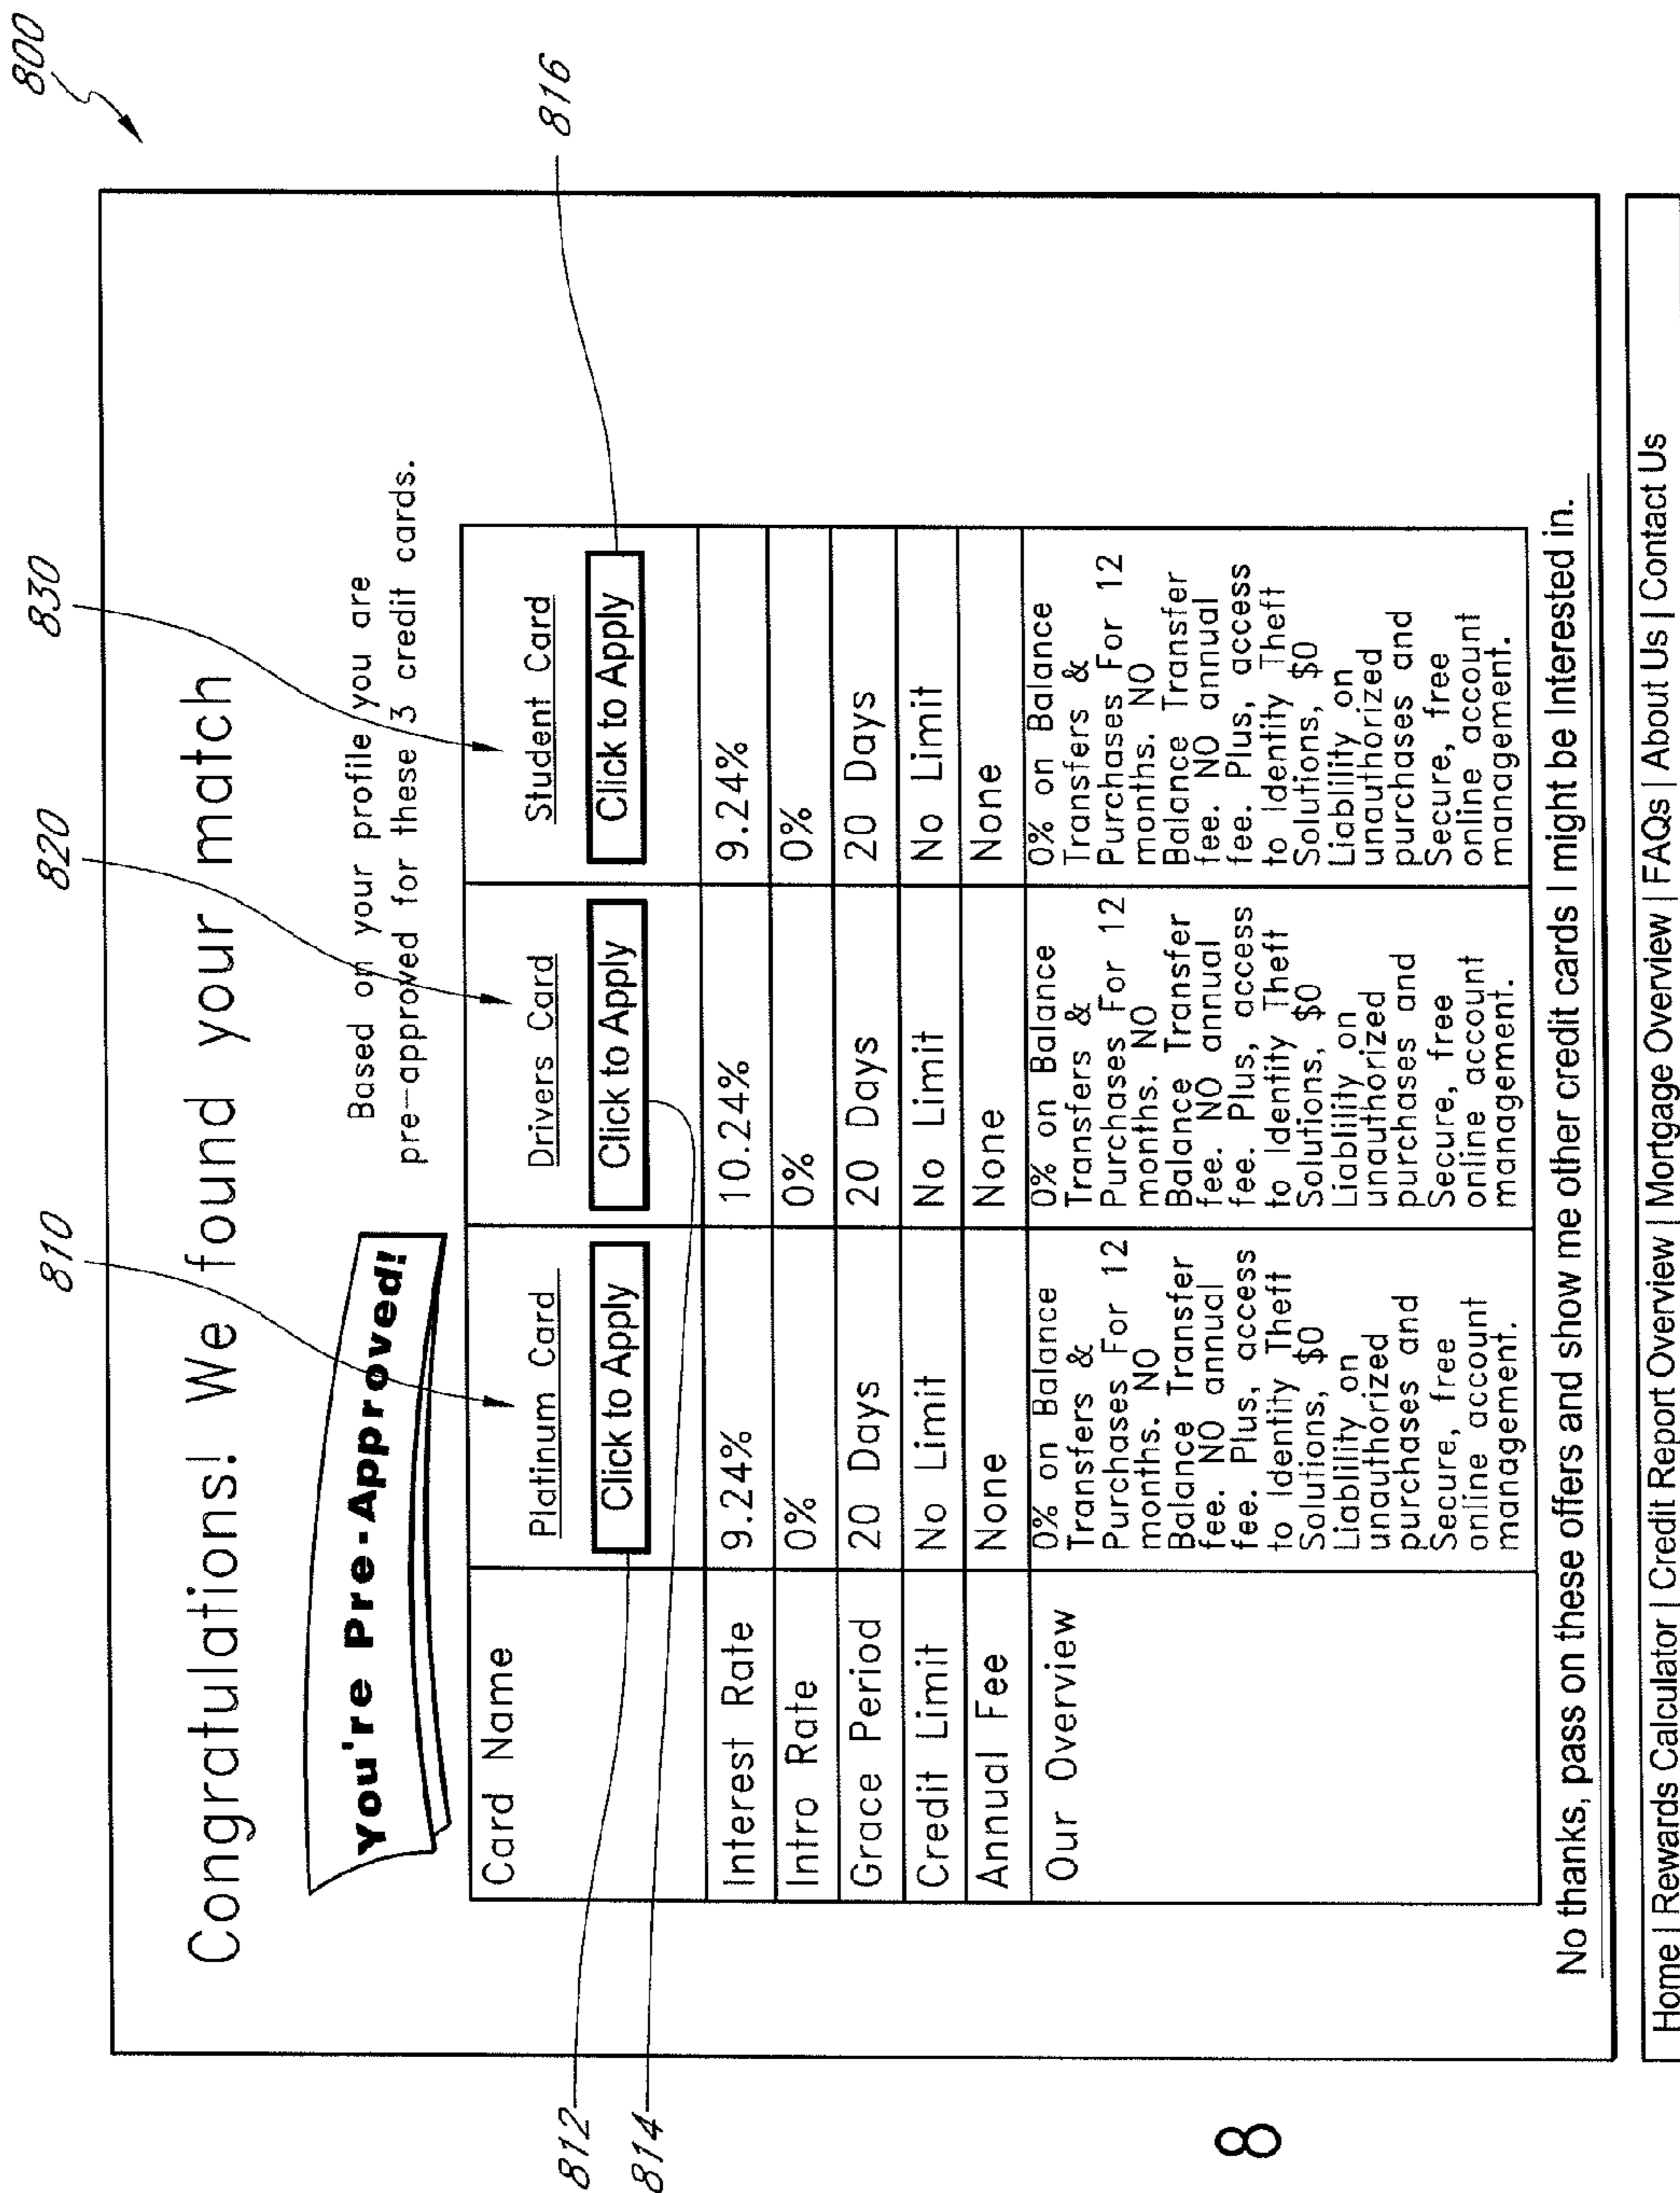 800
810
820
830
Congratulations! We found your match
You're Pre-Approved!
Based on your profile you are
pre-approved for these 3 credit cards.
Card Name
Platinum Card
Click to Apply
Drivers Card
Click to Apply
Student Card
Click to Apply
812
814
816
Interest Rate 9.24% 10.24% 9.24%
Intro Rate 0% 0% 0%
Grace Period 20 Days 20 Days 20 Days
Credit Limit No Limit No Limit No Limit
Annual Fee None None None
Our Overview
0% on Balance
Transfers &
Purchases For 12
months. NO
Balance Transfer
fee. NO annual
fee. Plus, access
to Identity Theft
Solutions, $0
Liablility on
unauthorized
purchases and
Secure, free
online account
management.
0% on Balance
Transfers &
Purchases For 12
months. NO
Balance Transfer
fee. NO annual
fee. Plus, access
to Identity Theft
Solutions, $0
Liablility on
unauthorized
purchases and
Secure, free
online account
management.
0% on Balance
Transfers &
Purchases For 12
months. NO
Balance Transfer
fee. NO annual
fee. Plus, access
to Identity Theft
Solutions, $0
Liablility on
unauthorized
purchases and
Secure, free
online account
management.
No thanks, pass on these offers and show me other credit cards I might be Interested in.
Home | Rewards Calculator | Credit Report Overview | Mortgage Overview | FAQs | About Us | Contact Us
8